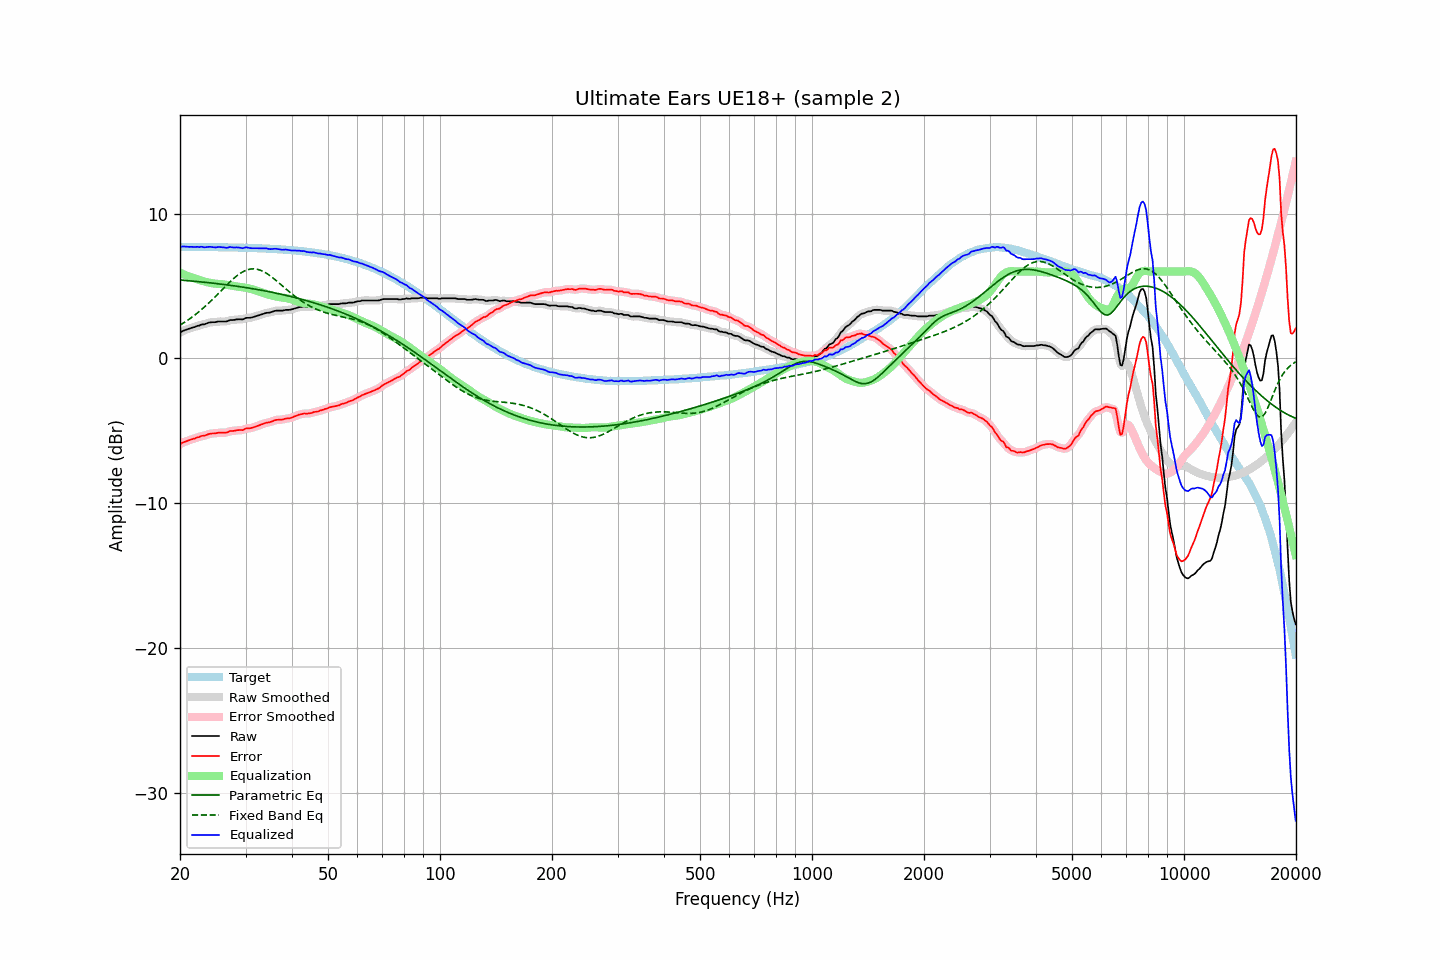 Ultimate Ears UE18+ (sample 2)
Amplitude (dBr)
10
0
−10
−20
−30
Target
Raw Smoothed
Error Smoothed
Raw
Error
Equalization
Parametric Eq
Fixed Band Eq
Equalized
20 50 100 200 500 1000 2000 5000 10000 20000
Frequency (Hz)